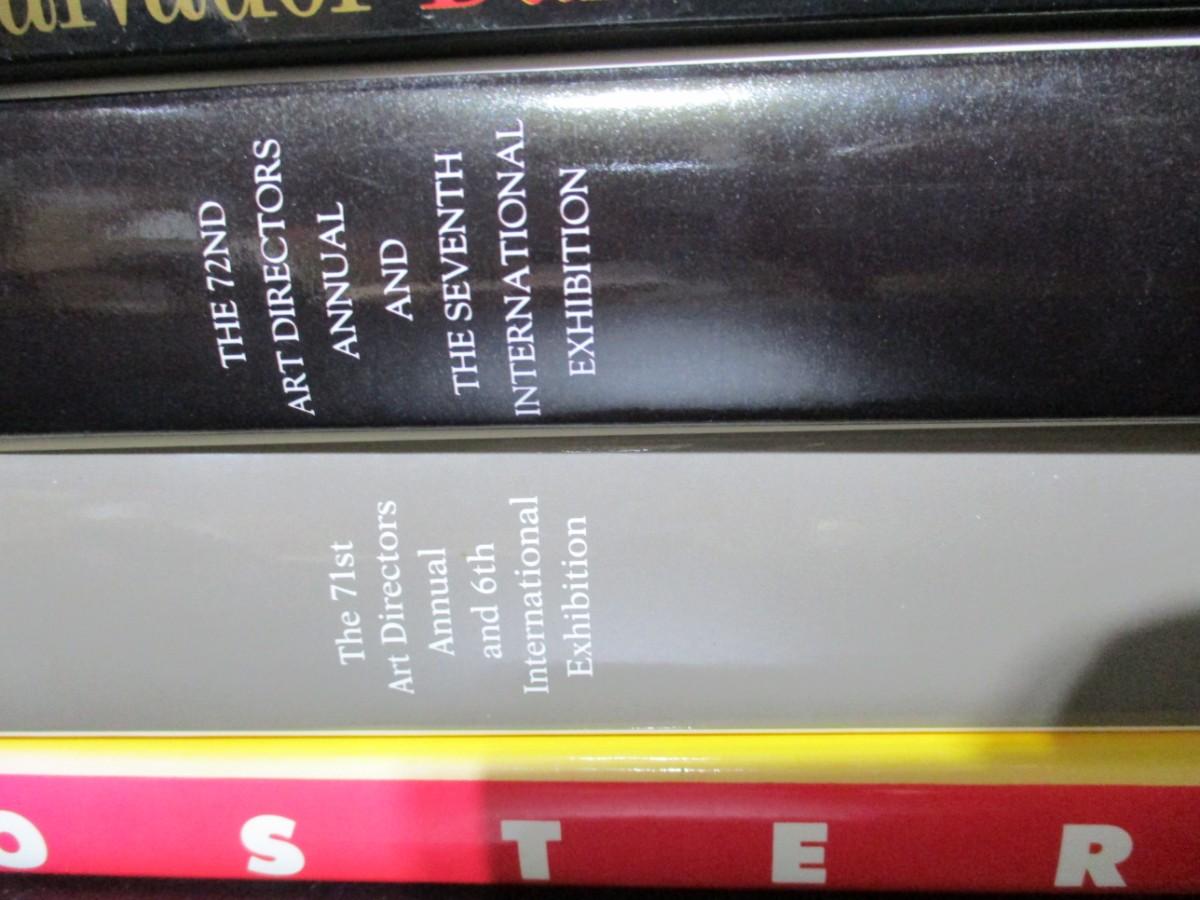 THE 72ND
ART DIRECTORS
ANNUAL
AND
THE SEVENTH
INTERNATIONAL
EXHIBITION
The 71st
Art Directors
Annual
and 6th
International
Exhibition
OSTER